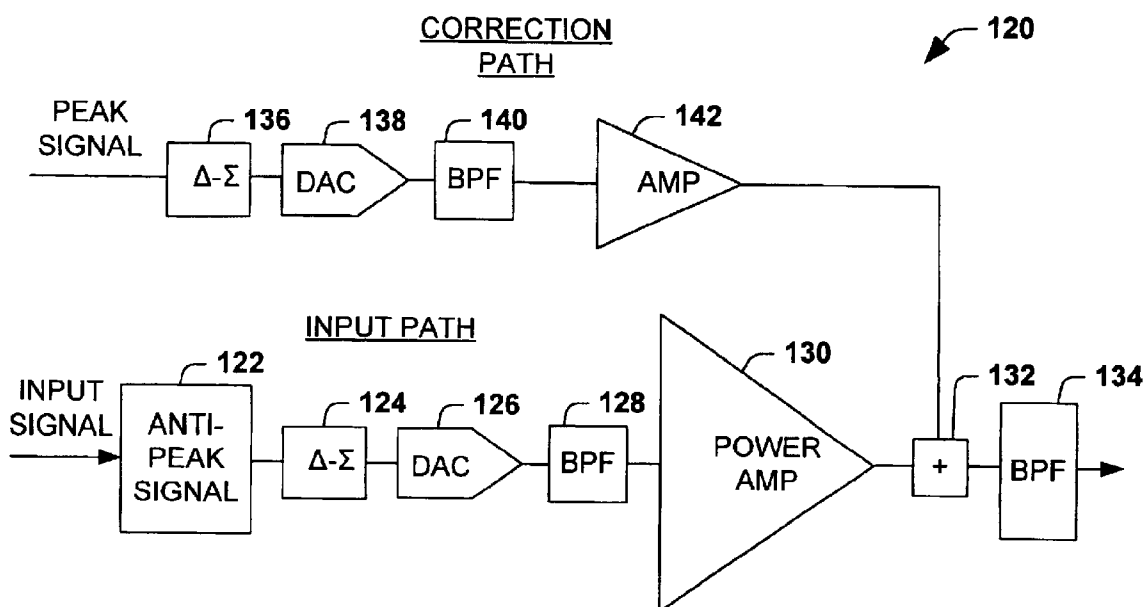 CORRECTION
PATH
120
PEAK
SIGNAL
136
138
140
142
Δ-Σ
DAC
BPF
AMP
INPUT PATH
122
124
126
128
130
132
134
INPUT
SIGNAL
ANTI-
PEAK
SIGNAL
Δ-Σ
DAC
BPF
POWER
AMP
+
BPF